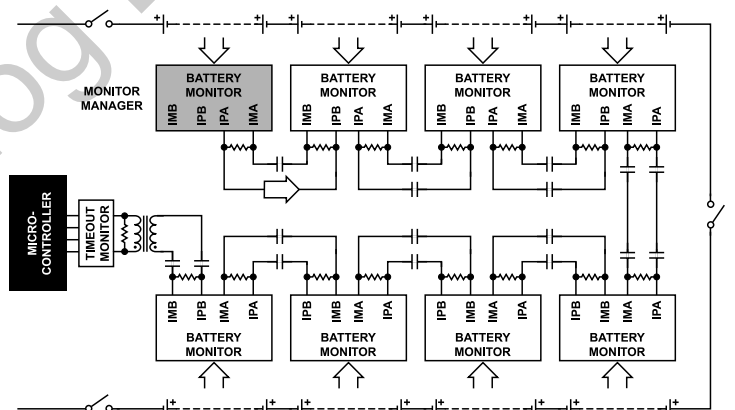 BATTERY
MONITOR
IMB IPB IPA IMA
BATTERY
MONITOR
IMB IPB IPA IMA
BATTERY
MONITOR
IMB IPB IPA IMA
BATTERY
MONITOR
IMB IPB IMA IPA
MONITOR
MANAGER
MICRO-
CONTROLLER
TIMEOUT
MONITOR
IMB IPB IMA IPA
BATTERY
MONITOR
IPB IMB IMA IPA
BATTERY
MONITOR
IPB IMB IMA IPA
BATTERY
MONITOR
IPB IMB IMA IPA
BATTERY
MONITOR